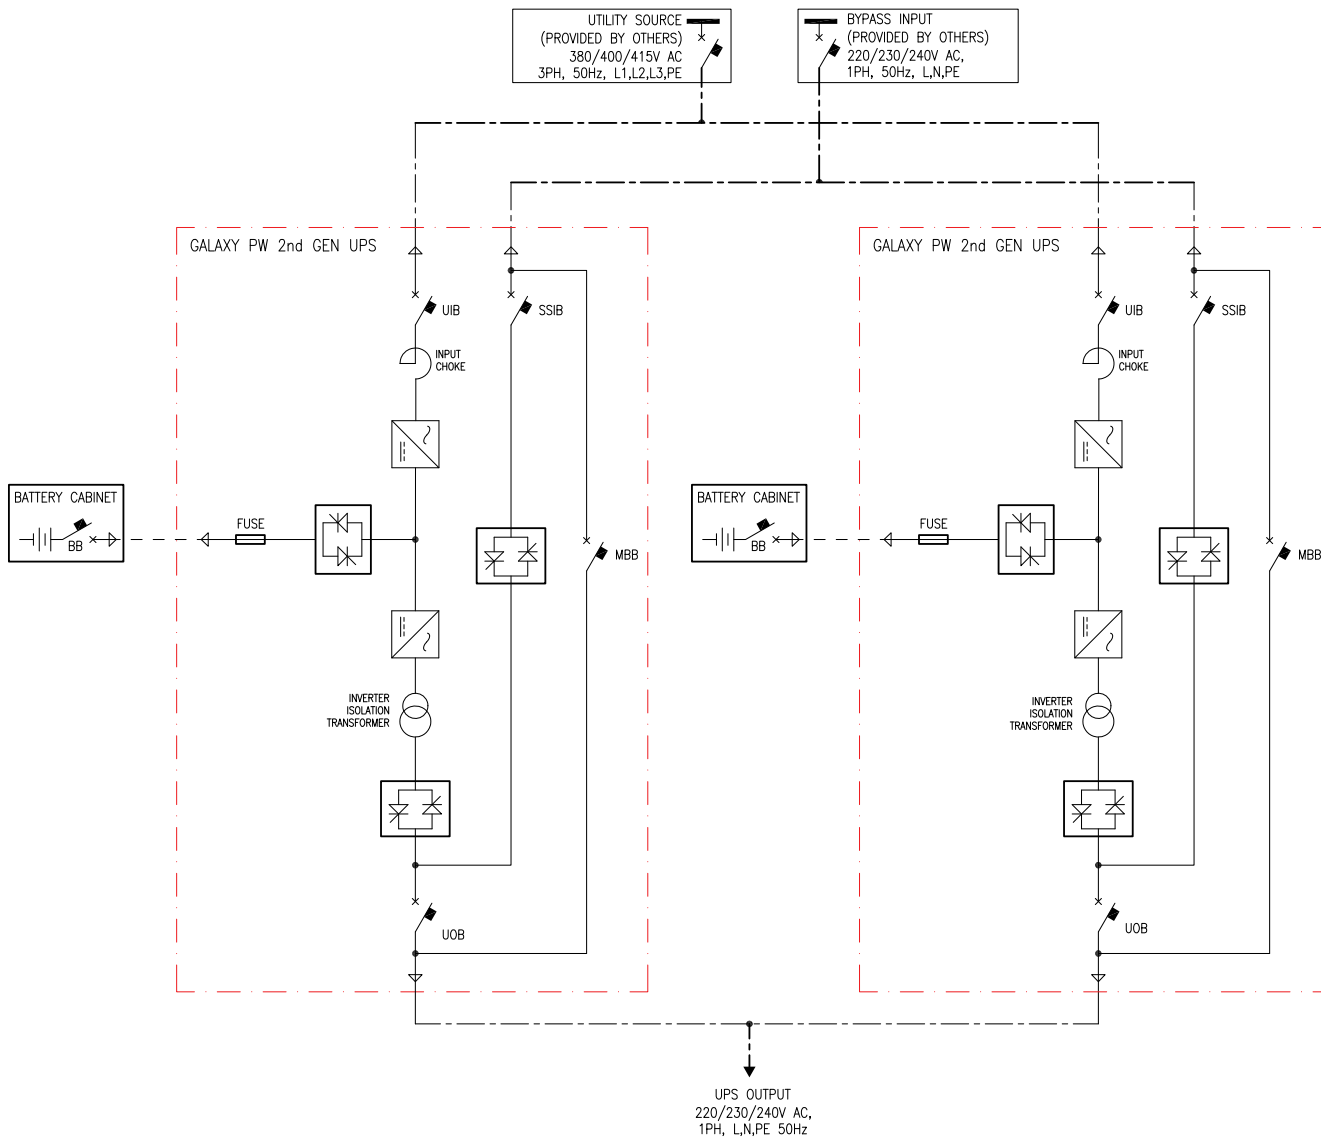 UTILITY SOURCE
(PROVIDED BY OTHERS)
380/400/415V AC
3PH, 50Hz, L1,L2,L3,PE
BYPASS INPUT
(PROVIDED BY OTHERS)
220/230/240V AC,
1PH, 50Hz, L,N,PE
GALAXY PW 2nd GEN UPS
UIB
SSIB
INPUT
CHOKE
BATTERY CABINET
BB
FUSE
MBB
INVERTER
ISOLATION
TRANSFORMER
UOB
GALAXY PW 2nd GEN UPS
UIB
SSIB
INPUT
CHOKE
BATTERY CABINET
BB
FUSE
MBB
INVERTER
ISOLATION
TRANSFORMER
UOB
UPS OUTPUT
220/230/240V AC,
1PH, L,N,PE 50Hz